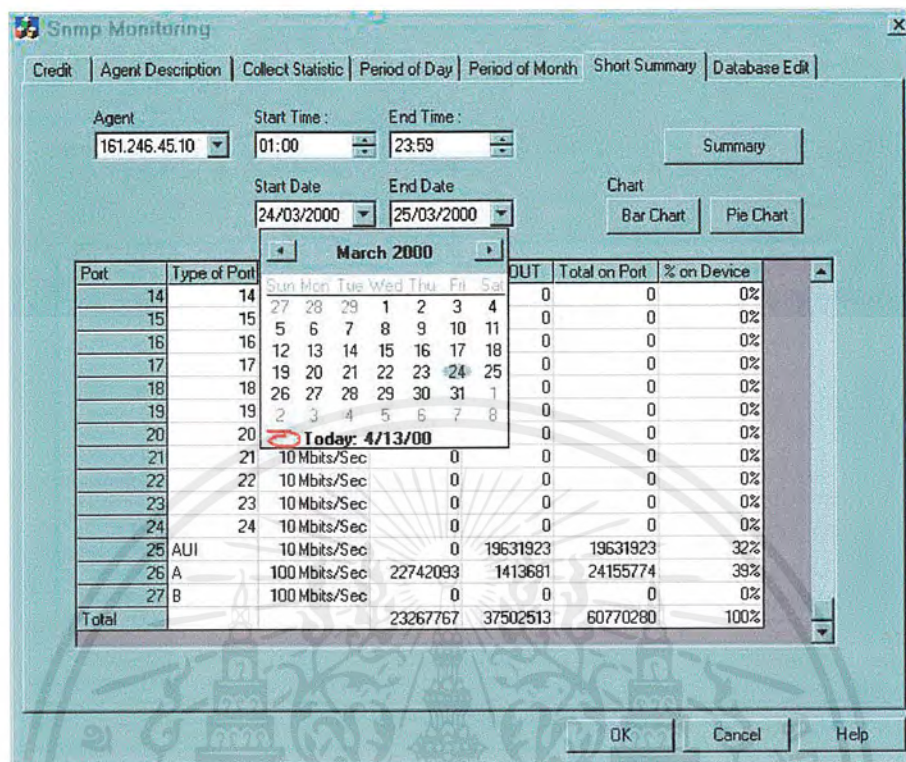 Snmp Monitoring
Credit Agent Description Collect Statistic Period of Day Period of Month Short Summary Database Edit
Agent Start Time : End Time :
161.246.45.10 01:00 23:59 Summary
Start Date End Date Chart
24/03/2000 25/03/2000 Bar Chart Pie Chart
March 2000
Port Type of Port OUT Total on Port % on Device
Sun Mon Tue Wed Thu Fri Sat
14 14 0 0 0%
27 28 29 1 2 3 4
15 15 0 0 0%
5 6 7 8 9 10 11
16 16 0 0 0%
12 13 14 15 16 17 18
17 17 0 0 0%
19 20 21 22 23 24 25
18 18 0 0 0%
26 27 28 29 30 31 1
19 19 0 0 0%
2 3 4 5 6 7 8
20 20 0 0 0%
Today: 4/13/00
21 21 10 Mbits/Sec 0 0 0 0%
22 22 10 Mbits/Sec 0 0 0 0%
23 23 10 Mbits/Sec 0 0 0 0%
24 24 10 Mbits/Sec 0 0 0 0%
25 AUI 10 Mbits/Sec 0 19631923 19631923 32%
26 A 100 Mbits/Sec 22742093 1413681 24155774 39%
27 B 100 Mbits/Sec 0 0 0 0%
Total 23267767 37502513 60770280 100%
OK Cancel Help